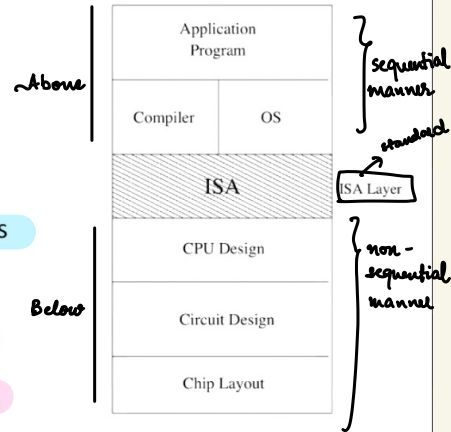 Application
Program
sequential
manner
Above
Compiler
OS
standard
ISA
ISA Layer
S
CPU Design
non-
sequential
manner
Below
Circuit Design
Chip Layout